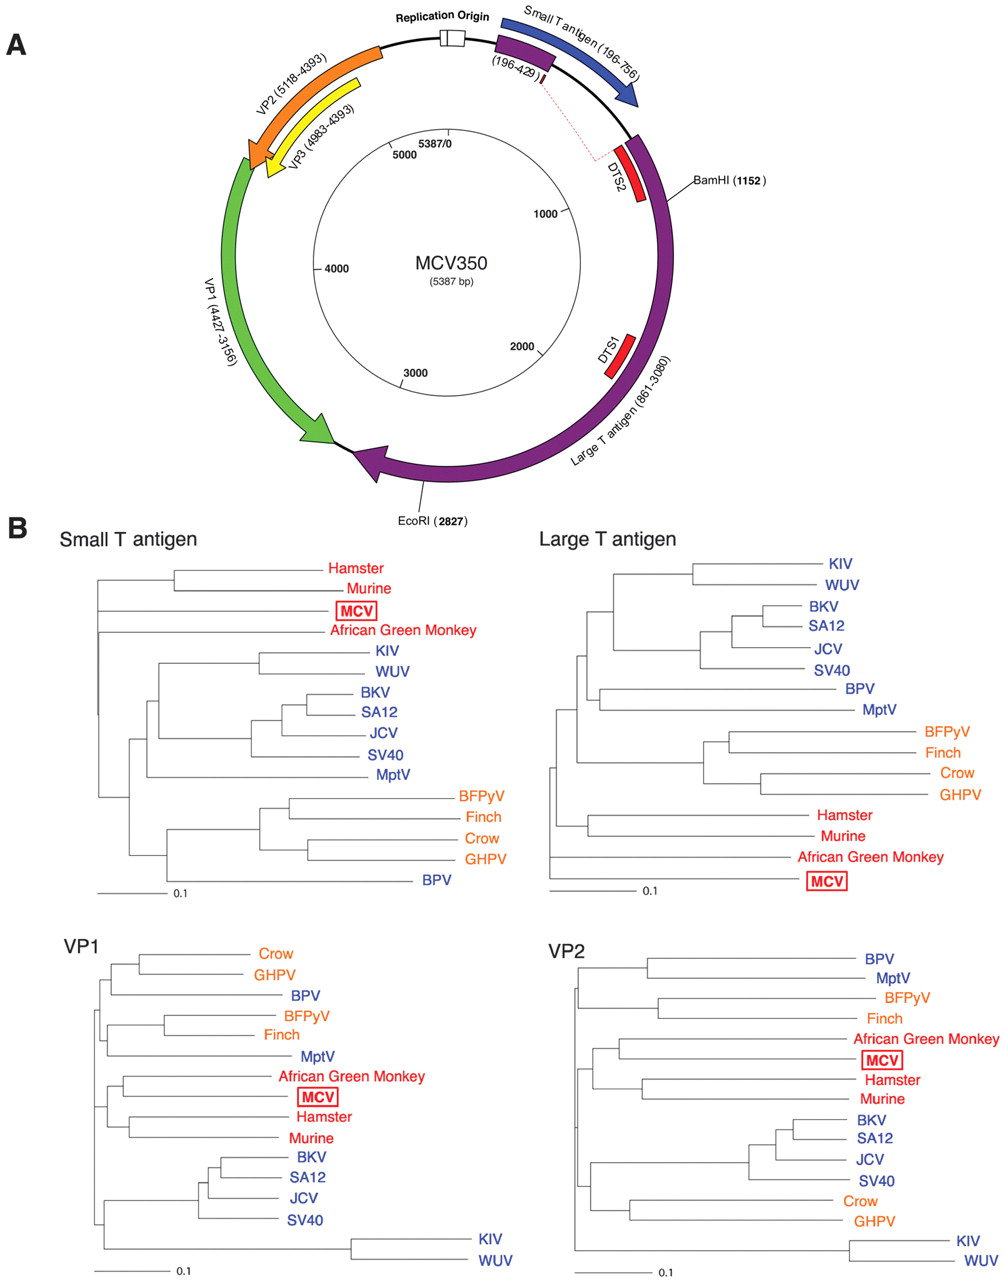 A
Replication Origin
Small T antigen (196-756)
(196-429)
VP2 (5118-4393)
VP3 (4983-4393)
5387/0
5000
DTS2
BamHI (1152)
1000
MCV350
(5387 bp)
4000
VP1 (4427-3156)
2000
DTS1
3000
Large T antigen (861-3080)
EcoRI (2827)
B
Small T antigen
Hamster
Murine
MCV
African Green Monkey
KIV
WUV
BKV
SA12
JCV
SV40
MptV
BFPyV
Finch
Crow
GHPV
BPV
0.1
Large T antigen
KIV
WUV
BKV
SA12
JCV
SV40
BPV
MptV
BFPyV
Finch
Crow
GHPV
Hamster
Murine
African Green Monkey
MCV
0.1
VP1
Crow
GHPV
BPV
BFPyV
Finch
MptV
African Green Monkey
MCV
Hamster
Murine
BKV
SA12
JCV
SV40
KIV
WUV
0.1
VP2
BPV
MptV
BFPyV
Finch
African Green Monkey
MCV
Hamster
Murine
BKV
SA12
JCV
SV40
Crow
GHPV
KIV
WUV
0.1